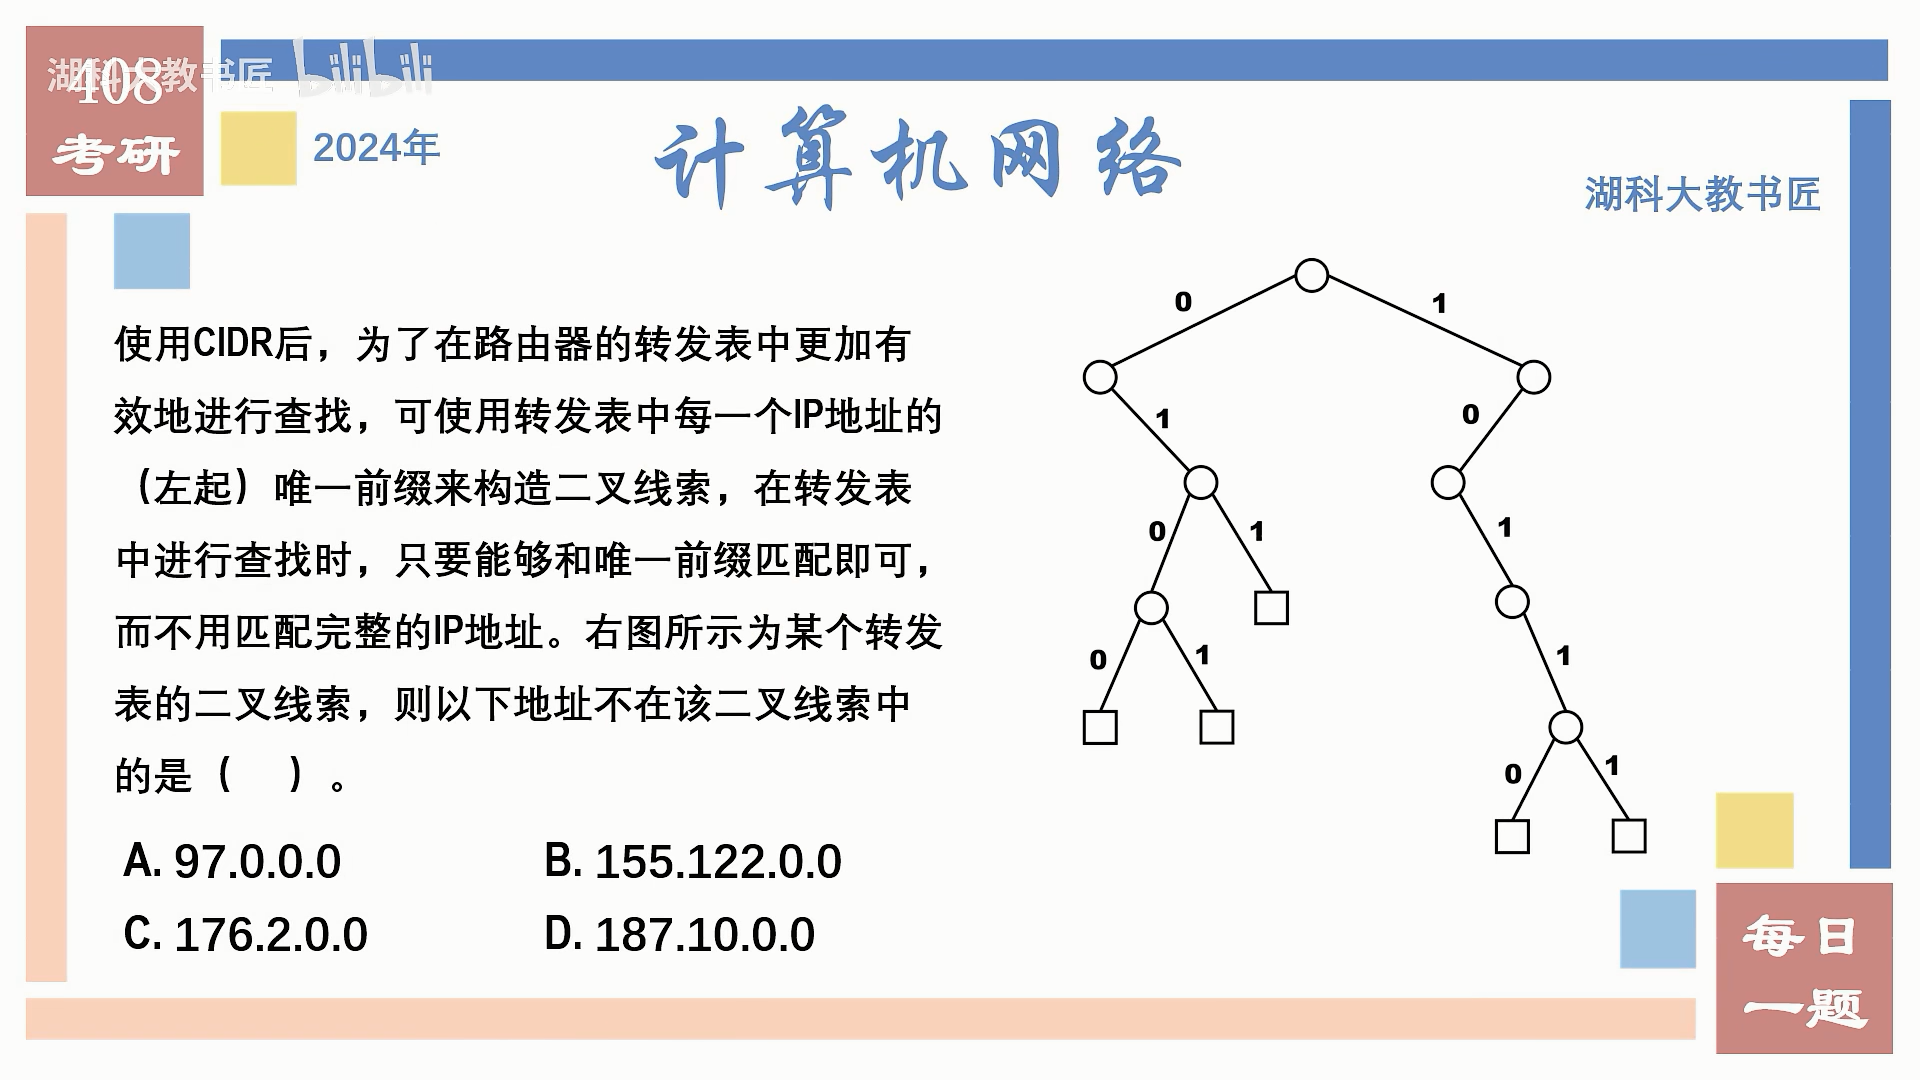 湖科大教书匠 bilibili
408
考研
2024年
计算机网络
湖科大教书匠
使用CIDR后，为了在路由器的转发表中更加有
效地进行查找，可使用转发表中每一个IP地址的
（左起）唯一前缀来构造二叉线索，在转发表
中进行查找时，只要能够和唯一前缀匹配即可，
而不用匹配完整的IP地址。右图所示为某个转发
表的二叉线索，则以下地址不在该二叉线索中
的是（ ）。
A. 97.0.0.0
B. 155.122.0.0
C. 176.2.0.0
D. 187.10.0.0
0
1
1
0
0
1
1
0
1
1
0
1
每日
一题